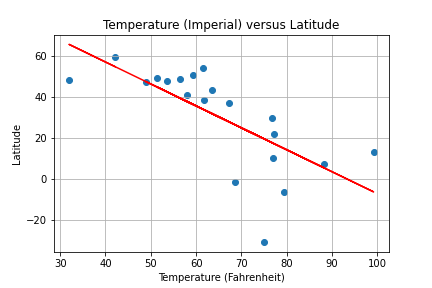 Temperature (Imperial) versus Latitude
60
40
20
0
−20
Latitude
30 40 50 60 70 80 90 100
Temperature (Fahrenheit)